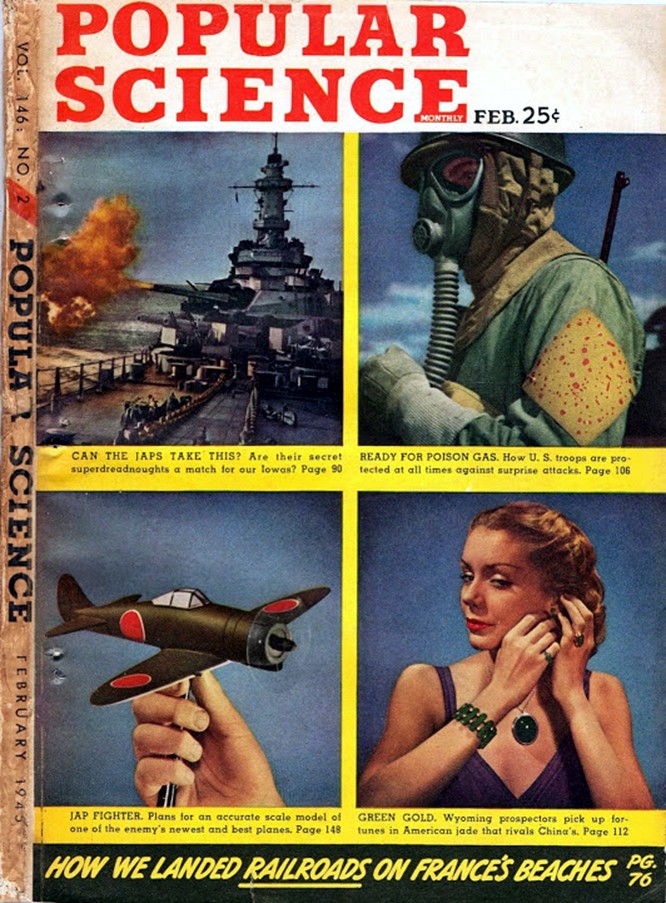 POPULAR
SCIENCE
MONTHLY FEB. 25¢
VOL. 146; NO. 2 POPULAR SCIENCE FEBRUARY 1945
CAN THE JAPS TAKE THIS? Are their secret
superdreadnoughts a match for our Iowas? Page 90
READY FOR POISON GAS. How U. S. troops are pro-
tected at all times against surprise attacks. Page 106
JAP FIGHTER. Plans for an accurate scale model of
one of the enemy's newest and best planes. Page 148
GREEN GOLD. Wyoming prospectors pick up for-
tunes in American jade that rivals China's. Page 112
HOW WE LANDED RAILROADS ON FRANCE'S BEACHES PG.
76